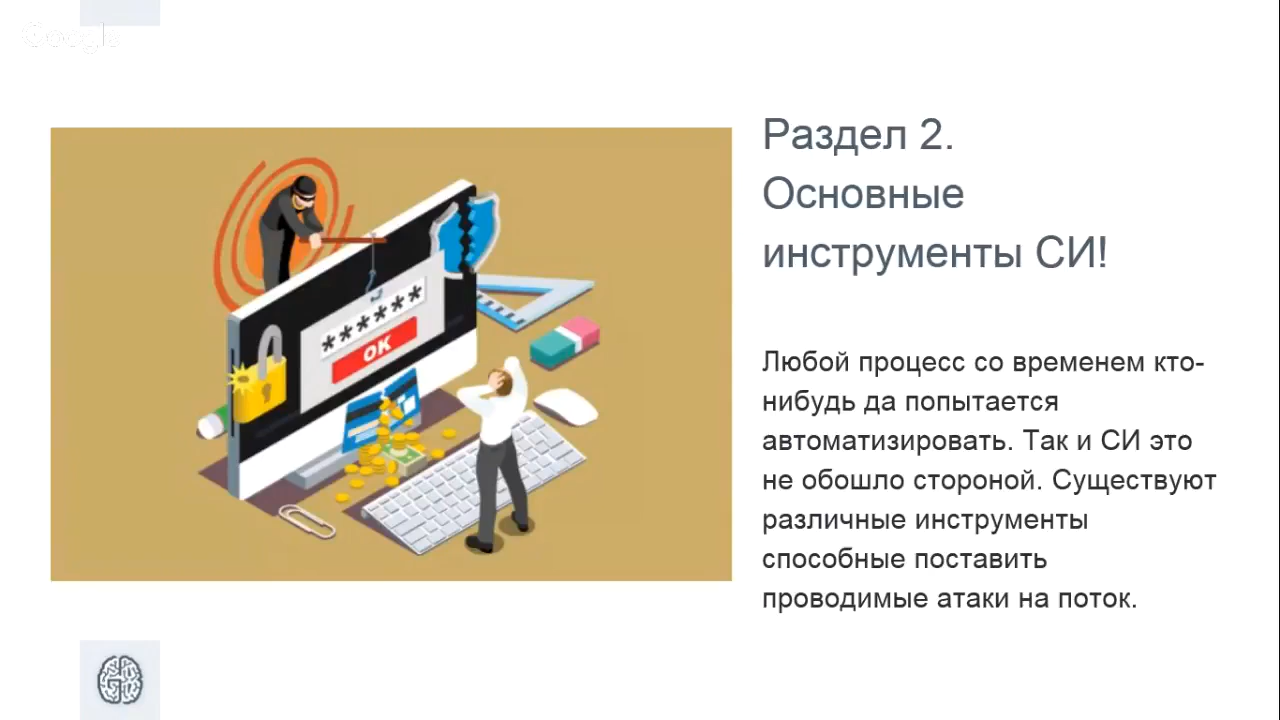 Google
Раздел 2.
Основные
инструменты СИ!
******
OK
Любой процесс со временем кто-
нибудь да попытается
автоматизировать. Так и СИ это
не обошло стороной. Существуют
различные инструменты
способные поставить
проводимые атаки на поток.